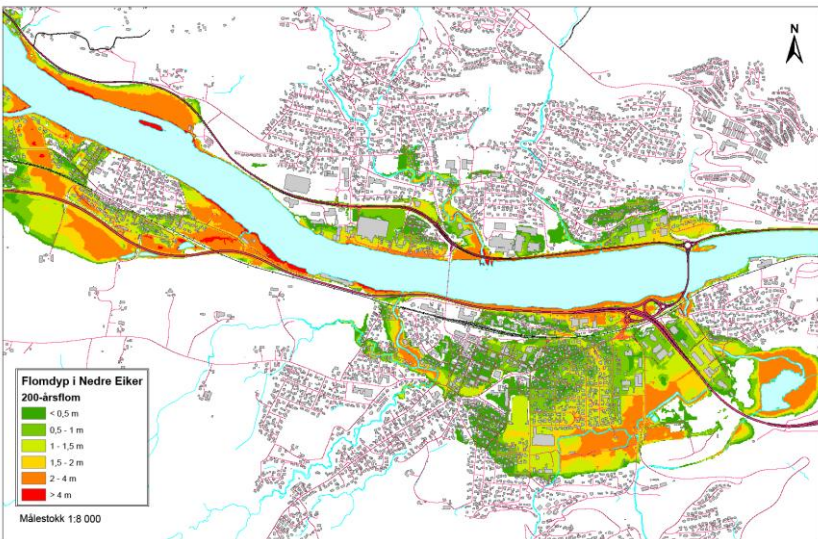 N
Flomdyp i Nedre Eiker
200-årsflom
< 0,5 m
0,5 - 1 m
1 - 1,5 m
1,5 - 2 m
2 - 4 m
> 4 m
Målestokk 1:8 000